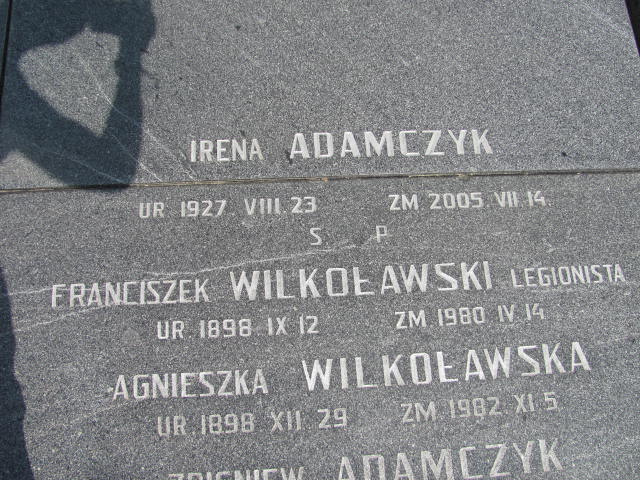 IRENA ADAMCZYK
UR. 1927. VIII. 23 ZM. 2005. VII. 14.
S P
FRANCISZEK WILKOŁAWSKI LEGIONISTA
UR. 1898 IX 12 ZM. 1980 IV 14
AGNIESZKA WILKOŁAWSKA
UR. 1898 XII. 29 ZM. 1982 XI 5
ZBIGNIEW ADAMCZYK